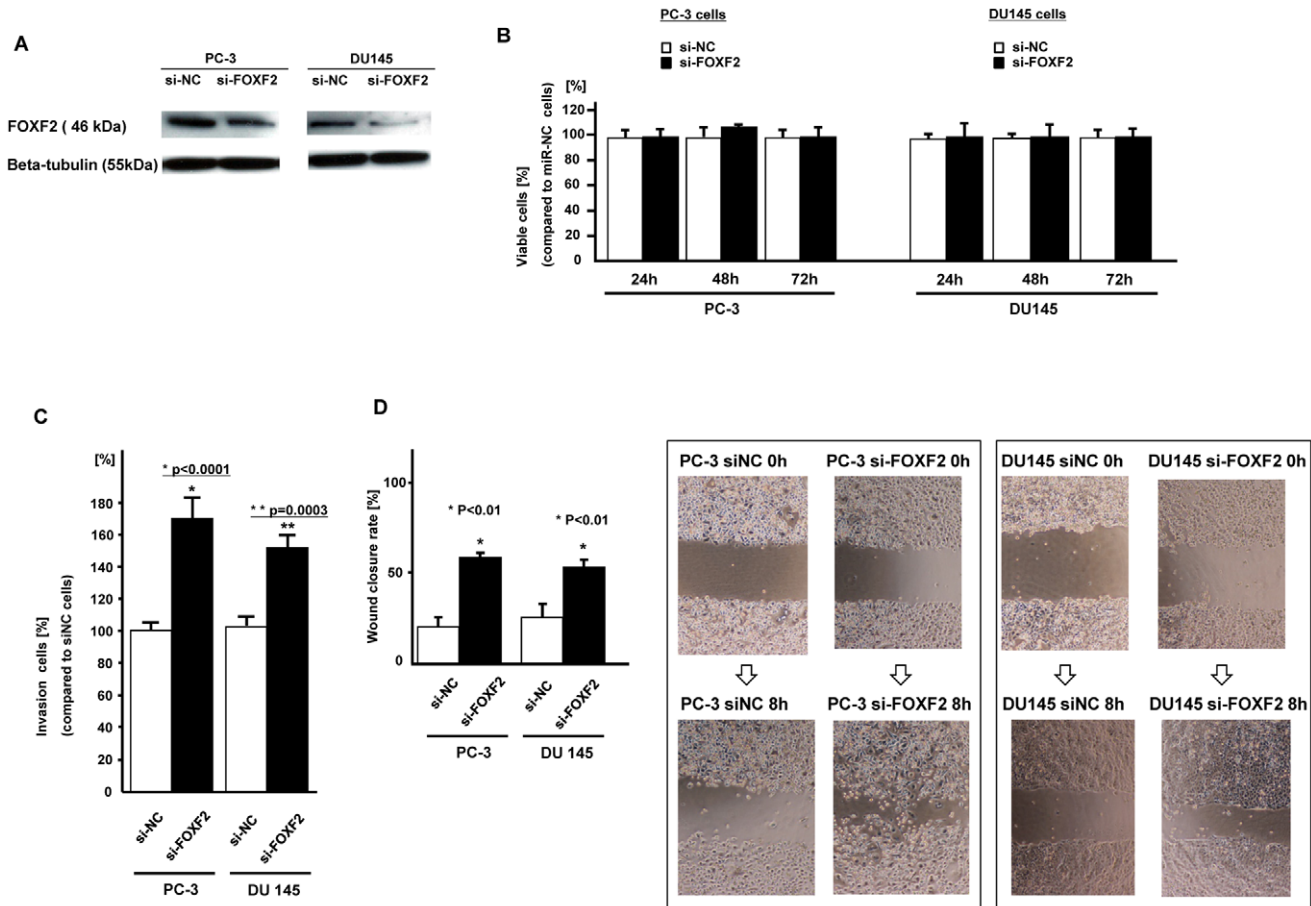 A
PC-3
DU145
si-NC
si-FOXF2
si-NC
si-FOXF2
FOXF2 ( 46 kDa)
Beta-tubulin (55kDa)
B
PC-3 cells
si-NC
si-FOXF2
DU145 cells
si-NC
si-FOXF2
Viable cells [%]
(compared to miR-NC cells)
[%]
120
100
80
60
40
20
0
24h
48h
72h
24h
48h
72h
PC-3
DU145
C
Invasion cells [%]
(compared to siNC cells)
[%]
180
160
140
120
100
80
60
40
20
0
* p<0.0001
*
* * p=0.0003
**
si-NC
si-FOXF2
si-NC
si-FOXF2
PC-3
DU 145
D
Wound closure rate [%]
100
50
0
* P<0.01
*
* P<0.01
*
si-NC
si-FOXF2
si-NC
si-FOXF2
PC-3
DU 145
PC-3 siNC 0h
PC-3 si-FOXF2 0h
PC-3 siNC 8h
PC-3 si-FOXF2 8h
DU145 siNC 0h
DU145 si-FOXF2 0h
DU145 siNC 8h
DU145 si-FOXF2 8h